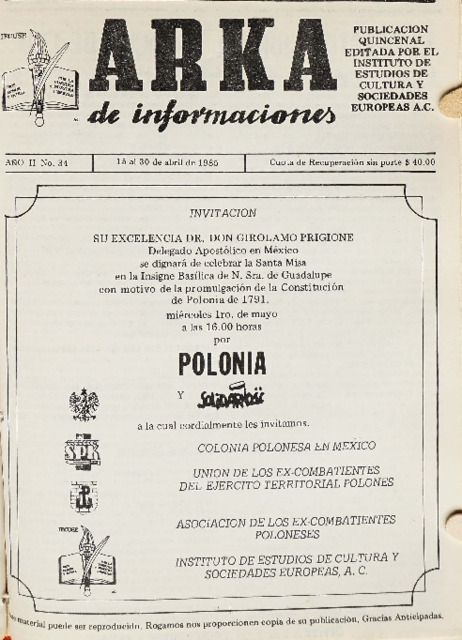 ARKA
de informaciones
PUBLICACION
QUINCENAL
EDITADA POR EL
INSTITUTO DE
ESTUDIOS DE
CULTURA Y
SOCIEDADES
EUROPEAS A.C.
AÑO II No. 34
15 al 30 de abril de 1985
Cuota de Recuperación sin porte $ 40.00
INVITACION
SU EXCELENCIA DR. DON GIROLAMO PRIGIONE
Delegado Apostólico en México
se dignará de celebrar la Santa Misa
en la Insigne Basílica de N. Sra. de Guadalupe
con motivo de la promulgación de la Constitución
de Polonia de 1791.
miércoles 1ro. de mayo
a las 16.00 horas
por
POLONIA
Y SOLIDARNOŚĆ
a la cual cordialmente les invitamos.
COLONIA POLONESA EN MEXICO
SPK
UNION DE LOS EX-COMBATIENTES
DEL EJERCITO TERRITORIAL POLONES
ASOCIACION DE LOS EX-COMBATIENTES
POLONESES
INSTITUTO DE ESTUDIOS DE CULTURA Y
SOCIEDADES EUROPEAS, A. C.
material puede ser reproducido. Rogamos nos proporcionen copia de su publicación, Gracias Anticipadas.